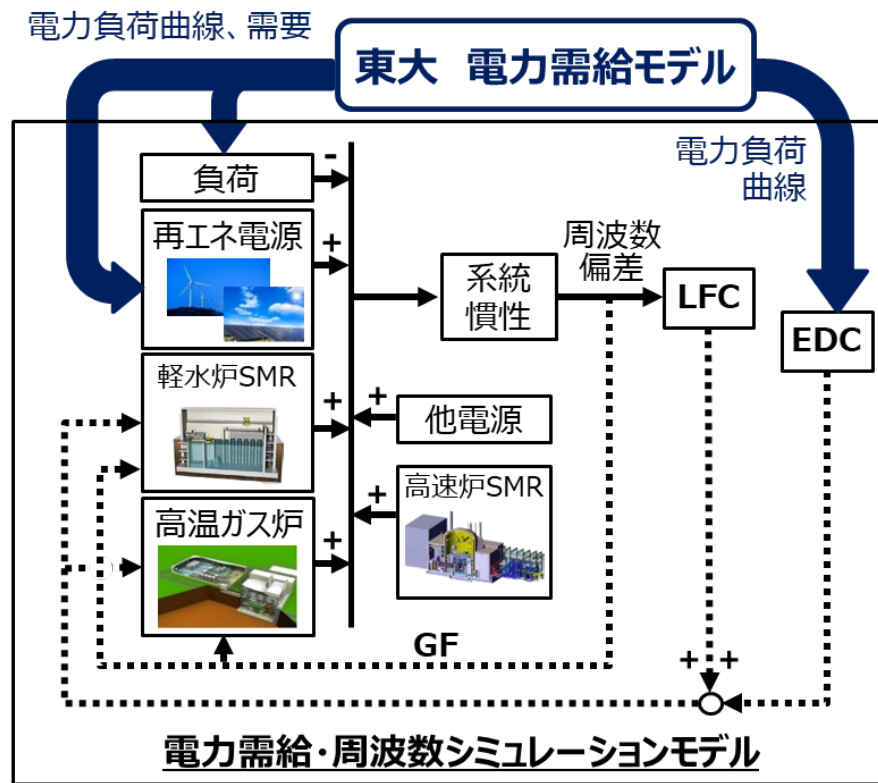 電力負荷曲線、需要
東大 電力需給モデル
電力負荷
曲線
負荷
-
再エネ電源
+
系統
慣性
周波数
偏差
LFC
EDC
軽水炉SMR
+
+
他電源
高温ガス炉
+
+
高速炉SMR
GF
+ +
電力需給・周波数シミュレーションモデル